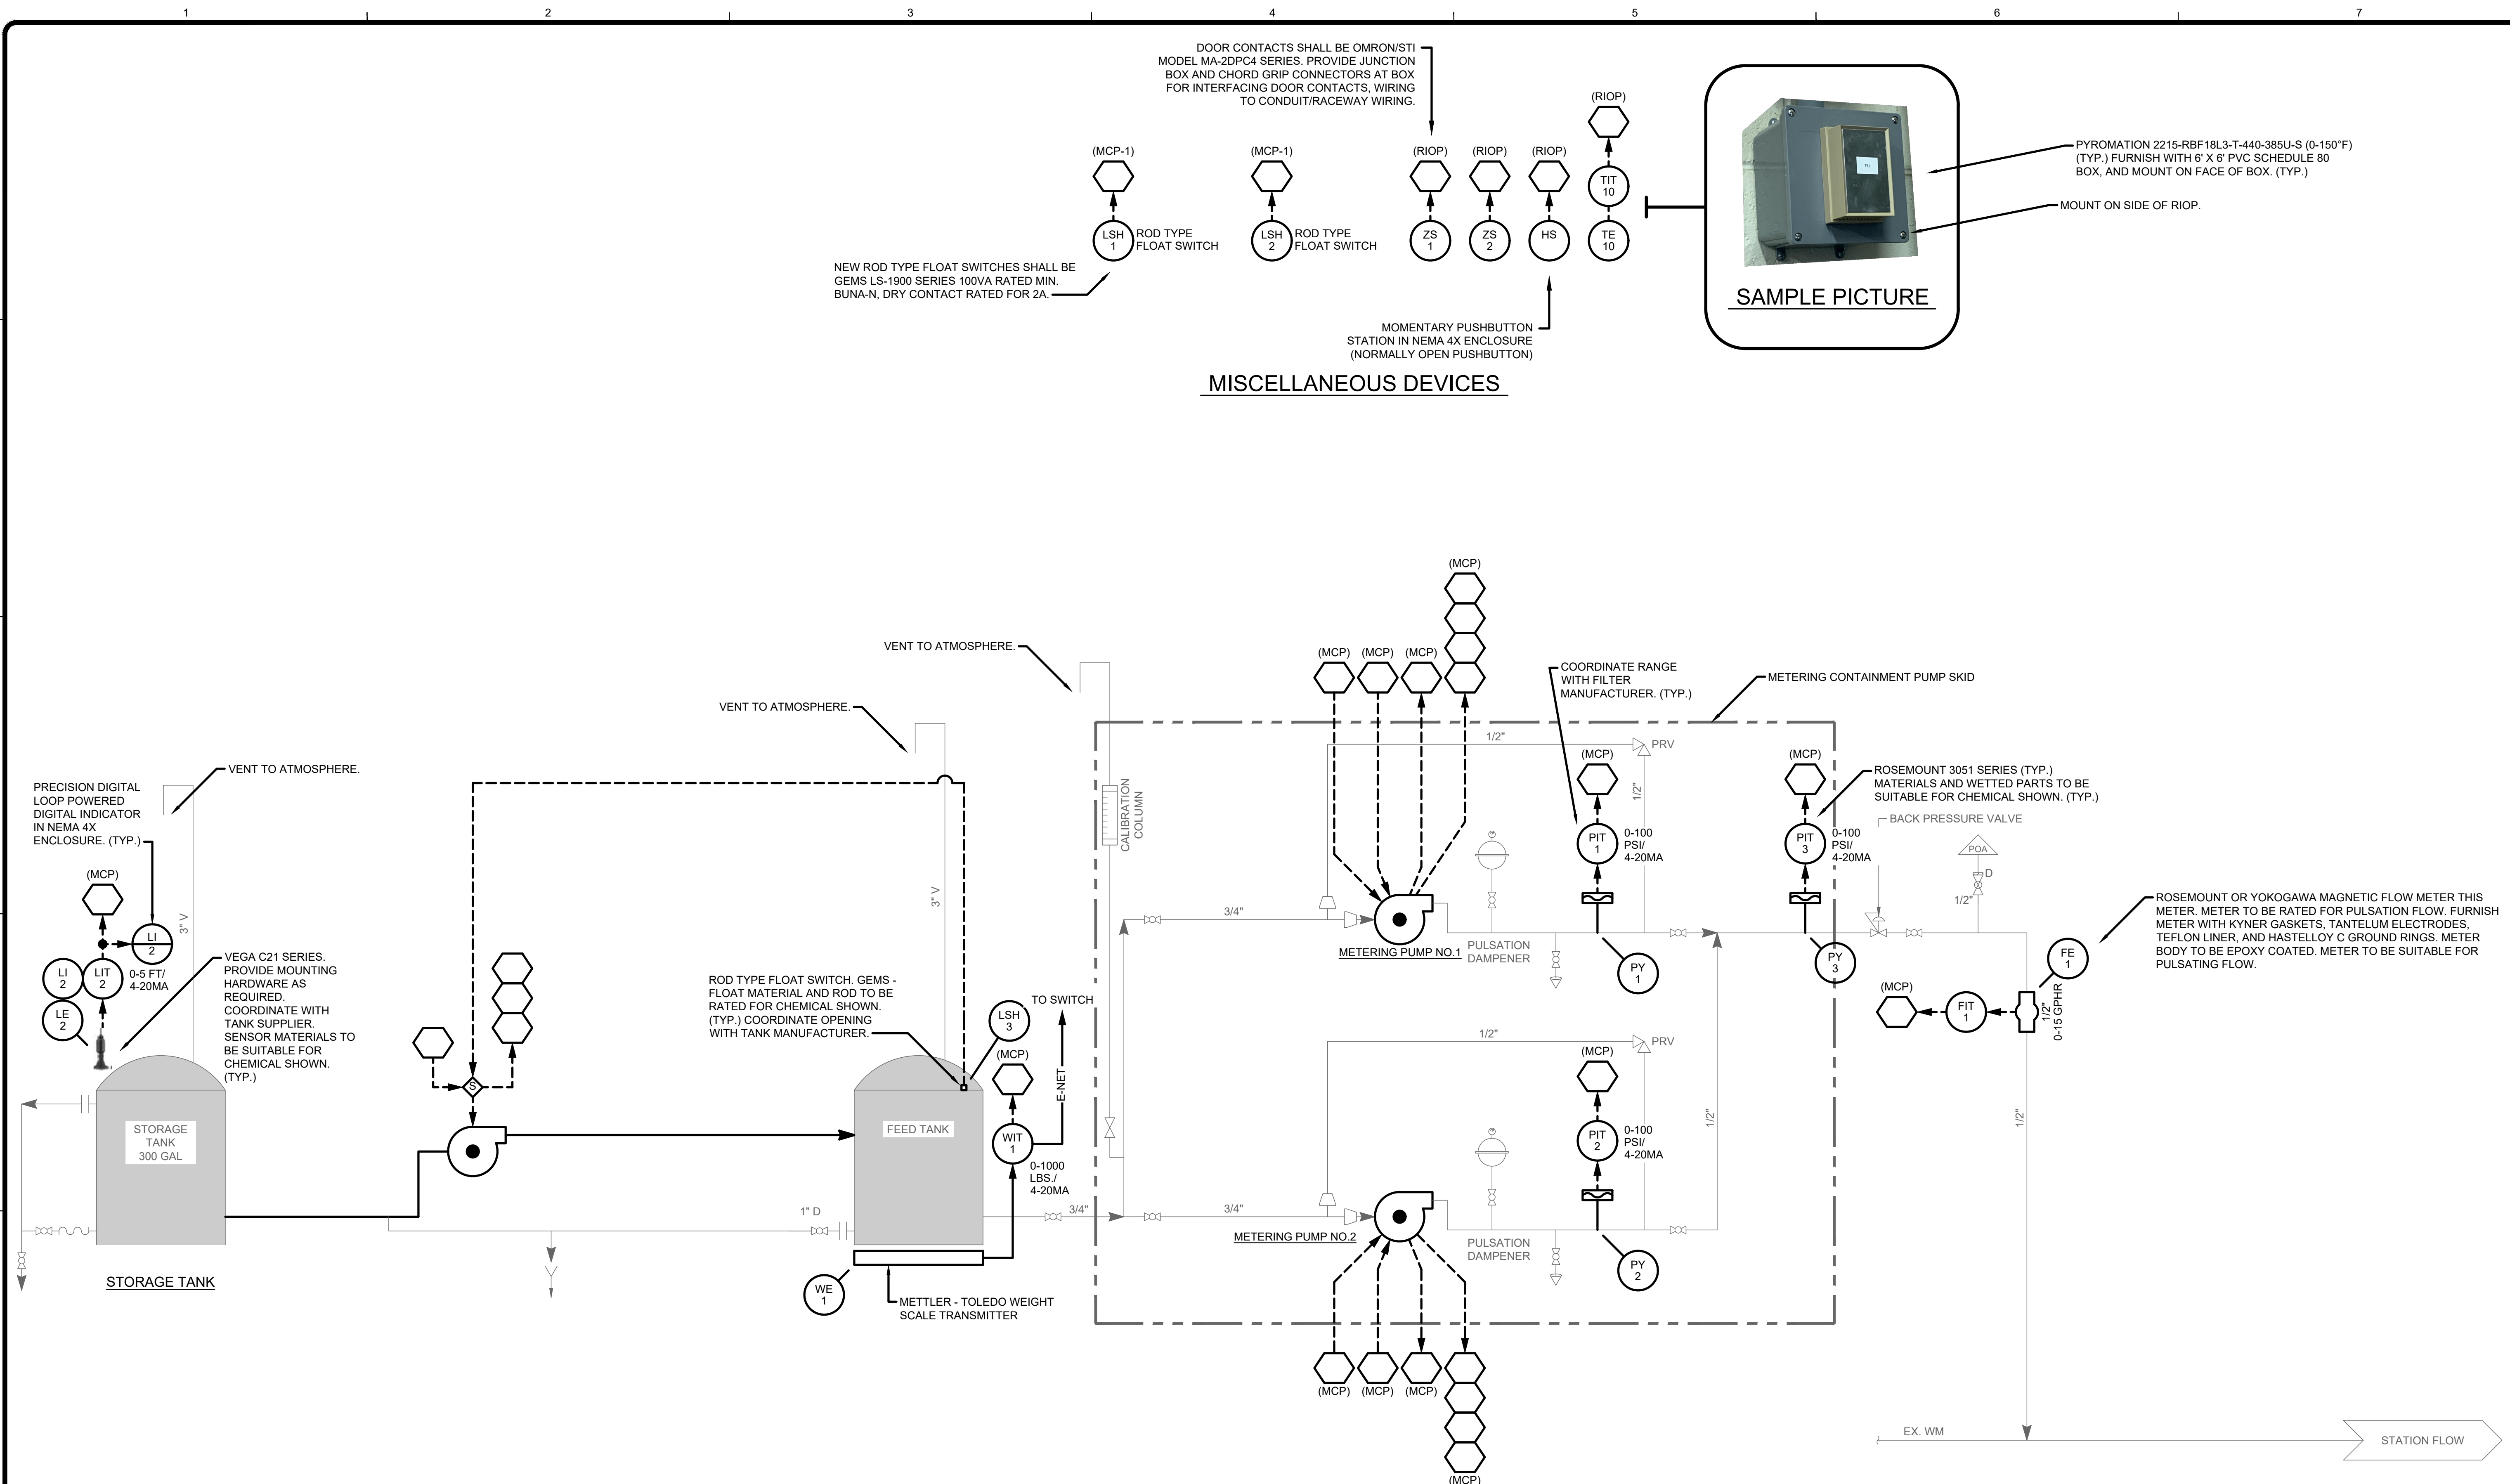 1
2
3
4
5
6
7
DOOR CONTACTS SHALL BE OMRON/STI
MODEL MA-2DPC4 SERIES. PROVIDE JUNCTION
BOX AND CHORD GRIP CONNECTORS AT BOX
FOR INTERFACING DOOR CONTACTS, WIRING
TO CONDUIT/RACEWAY WIRING.
(MCP-1)
(MCP-1)
(RIOP)
(RIOP)
(RIOP)
(RIOP)
LSH
1
ROD TYPE
FLOAT SWITCH
LSH
2
ROD TYPE
FLOAT SWITCH
ZS
1
ZS
2
HS
TIT
10
TE
10
NEW ROD TYPE FLOAT SWITCHES SHALL BE
GEMS LS-1900 SERIES 100VA RATED MIN.
BUNA-N, DRY CONTACT RATED FOR 2A.
MOMENTARY PUSHBUTTON
STATION IN NEMA 4X ENCLOSURE
(NORMALLY OPEN PUSHBUTTON)
MISCELLANEOUS DEVICES
SAMPLE PICTURE
PYROMATION 2215-RBF18L3-T-440-385U-S (0-150°F)
(TYP.) FURNISH WITH 6' X 6' PVC SCHEDULE 80
BOX, AND MOUNT ON FACE OF BOX. (TYP.)
MOUNT ON SIDE OF RIOP.
PRECISION DIGITAL
LOOP POWERED
DIGITAL INDICATOR
IN NEMA 4X
ENCLOSURE. (TYP.)
VENT TO ATMOSPHERE.
(MCP)
LI
2
LI
2
LIT
2
0-5 FT/
4-20MA
LE
2
3" V
VEGA C21 SERIES.
PROVIDE MOUNTING
HARDWARE AS
REQUIRED.
COORDINATE WITH
TANK SUPPLIER.
SENSOR MATERIALS TO
BE SUITABLE FOR
CHEMICAL SHOWN.
(TYP.)
STORAGE
TANK
300 GAL
STORAGE TANK
S
VENT TO ATMOSPHERE.
3" V
ROD TYPE FLOAT SWITCH. GEMS -
FLOAT MATERIAL AND ROD TO BE
RATED FOR CHEMICAL SHOWN.
(TYP.) COORDINATE OPENING
WITH TANK MANUFACTURER.
LSH
3
TO SWITCH
E-NET
(MCP)
FEED TANK
WIT
1
0-1000
LBS./
4-20MA
1" D
WE
1
METTLER - TOLEDO WEIGHT
SCALE TRANSMITTER
VENT TO ATMOSPHERE.
CALIBRATION
COLUMN
3/4"
3/4"
3/4"
(MCP)
(MCP)
(MCP)
(MCP)
METERING PUMP NO.1
1/2"
PRV
1/2"
PULSATION
DAMPENER
COORDINATE RANGE
WITH FILTER
MANUFACTURER. (TYP.)
(MCP)
PIT
1
0-100
PSI/
4-20MA
PY
1
METERING CONTAINMENT PUMP SKID
(MCP)
PIT
3
0-100
PSI/
4-20MA
PY
3
ROSEMOUNT 3051 SERIES (TYP.)
MATERIALS AND WETTED PARTS TO BE
SUITABLE FOR CHEMICAL SHOWN. (TYP.)
BACK PRESSURE VALVE
POA
D
1/2"
FE
1
ROSEMOUNT OR YOKOGAWA MAGNETIC FLOW METER THIS
METER. METER TO BE RATED FOR PULSATION FLOW. FURNISH
METER WITH KYNER GASKETS, TANTELUM ELECTRODES,
TEFLON LINER, AND HASTELLOY C GROUND RINGS. METER
BODY TO BE EPOXY COATED. METER TO BE SUITABLE FOR
PULSATING FLOW.
(MCP)
FIT
1
1/2"
0-15 GPHR
METERING PUMP NO.2
1/2"
PRV
PULSATION
DAMPENER
(MCP)
PIT
2
0-100
PSI/
4-20MA
PY
2
1/2"
1/2"
(MCP)
(MCP)
(MCP)
(MCP)
EX. WM
STATION FLOW